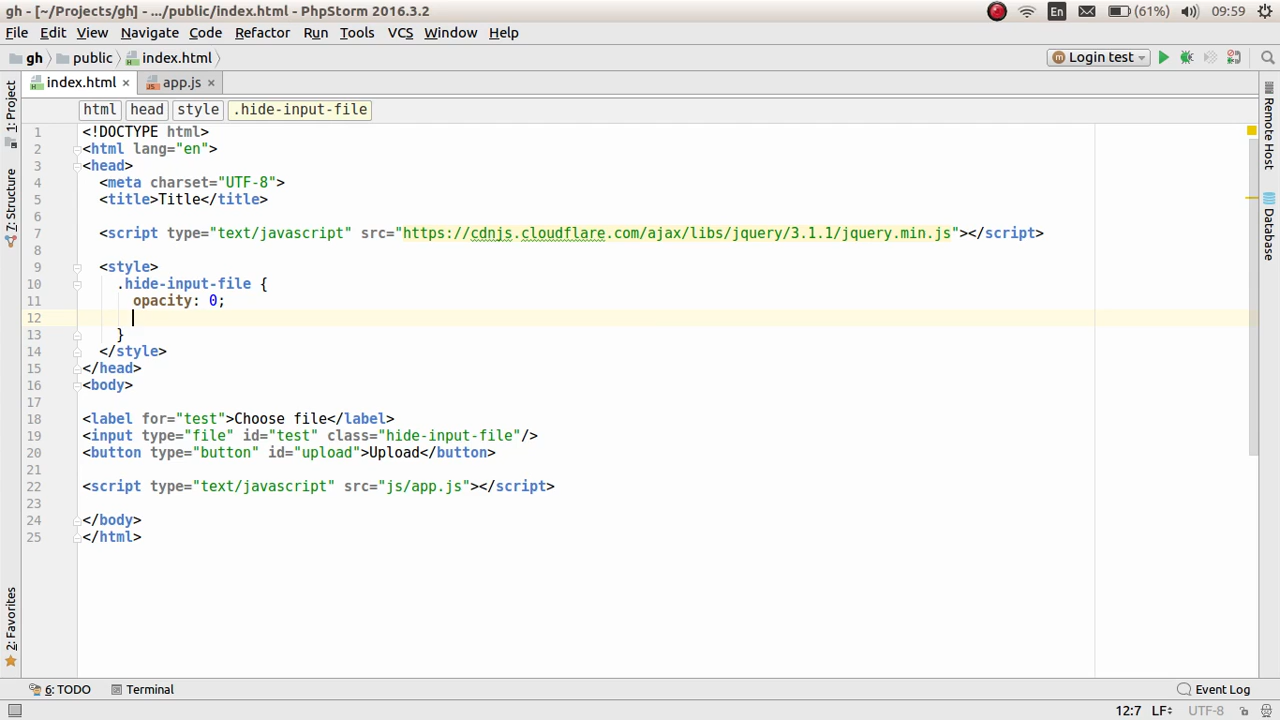 gh - [~/Projects/gh] - .../public/index.html - PhpStorm 2016.3.2
En
(61%)
09:59
File Edit View Navigate Code Refactor Run Tools VCS Window Help
gh public index.html
Login test
index.html × app.js ×
html head style .hide-input-file
1: Project
7: Structure
2: Favorites
Remote Host
Database
1 <!DOCTYPE html>
2 <html lang="en">
3 <head>
4 <meta charset="UTF-8">
5 <title>Title</title>
6
7 <script type="text/javascript" src="https://cdnjs.cloudflare.com/ajax/libs/jquery/3.1.1/jquery.min.js"></script>
8
9 <style>
10 .hide-input-file {
11 opacity: 0;
12
13 }
14 </style>
15 </head>
16 <body>
17
18 <label for="test">Choose file</label>
19 <input type="file" id="test" class="hide-input-file"/>
20 <button type="button" id="upload">Upload</button>
21
22 <script type="text/javascript" src="js/app.js"></script>
23
24 </body>
25 </html>
6: TODO Terminal Event Log
12:7 LF UTF-8